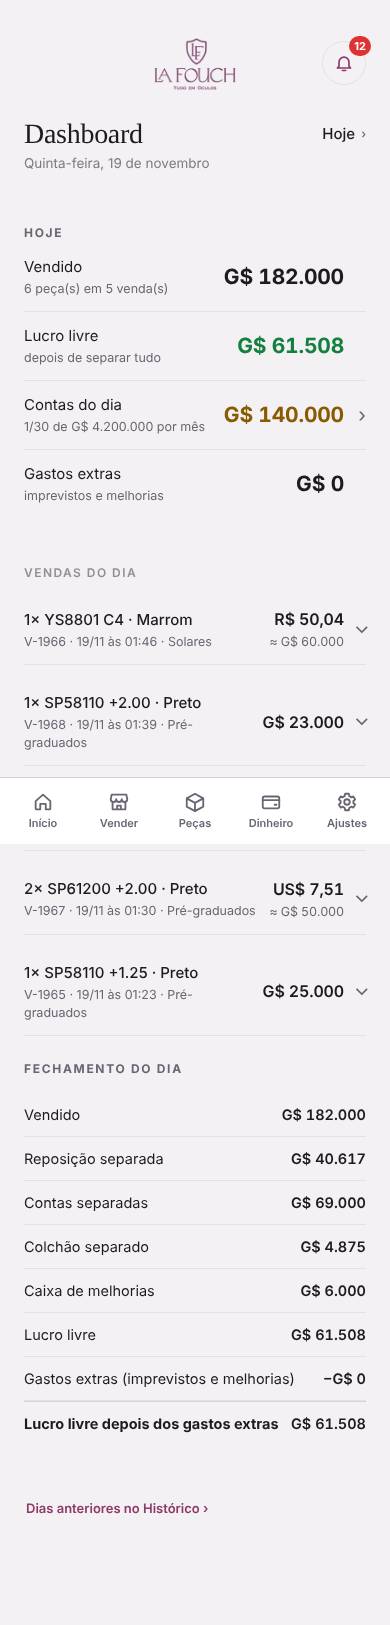 12
LF
LA FOUCH
Tudo em Óculos
Dashboard
Hoje ›
Quinta-feira, 19 de novembro
HOJE
Vendido
6 peça(s) em 5 venda(s)
G$ 182.000
Lucro livre
depois de separar tudo
G$ 61.508
Contas do dia
1/30 de G$ 4.200.000 por mês
G$ 140.000
Gastos extras
imprevistos e melhorias
G$ 0
VENDAS DO DIA
1× YS8801 C4 · Marrom
V-1966 · 19/11 às 01:46 · Solares
R$ 50,04
≈ G$ 60.000
1× SP58110 +2.00 · Preto
V-1968 · 19/11 às 01:39 · Pré-
graduados
G$ 23.000
Início
Vender
Peças
Dinheiro
Ajustes
2× SP61200 +2.00 · Preto
V-1967 · 19/11 às 01:30 · Pré-graduados
US$ 7,51
≈ G$ 50.000
1× SP58110 +1.25 · Preto
V-1965 · 19/11 às 01:23 · Pré-
graduados
G$ 25.000
FECHAMENTO DO DIA
Vendido G$ 182.000
Reposição separada G$ 40.617
Contas separadas G$ 69.000
Colchão separado G$ 4.875
Caixa de melhorias G$ 6.000
Lucro livre G$ 61.508
Gastos extras (imprevistos e melhorias) −G$ 0
Lucro livre depois dos gastos extras G$ 61.508
Dias anteriores no Histórico ›